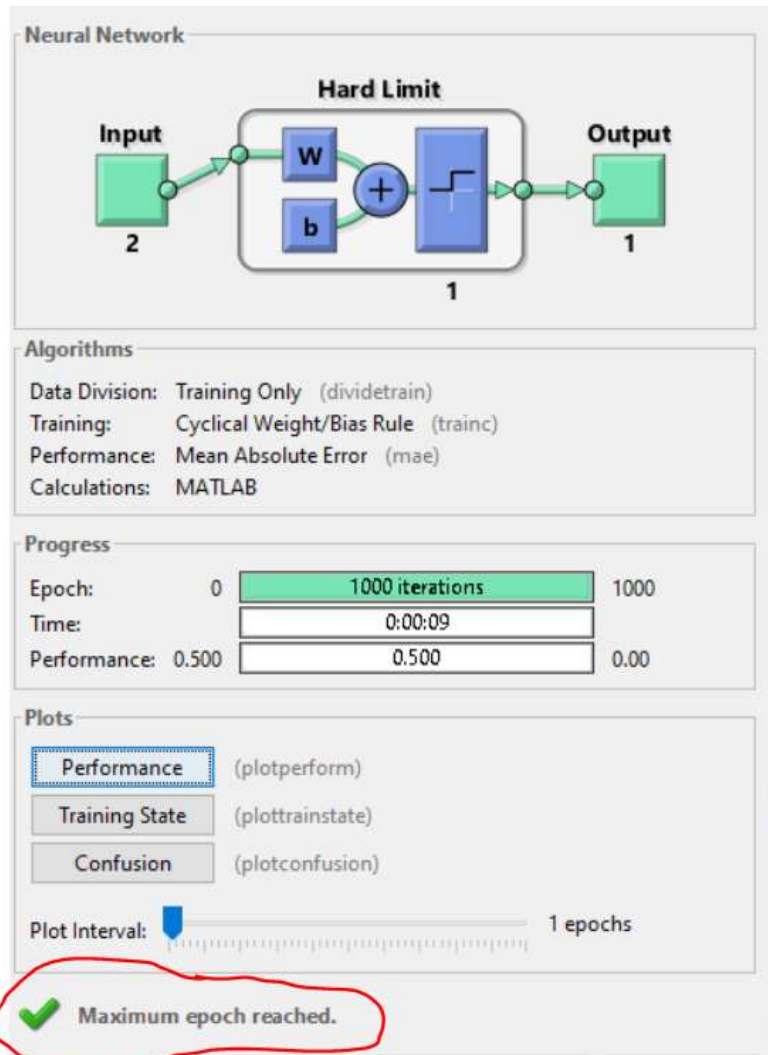 Neural Network
Hard Limit
Input
Output
W
b
+
2
1
1
Algorithms
Data Division: Training Only (dividetrain)
Training: Cyclical Weight/Bias Rule (trainc)
Performance: Mean Absolute Error (mae)
Calculations: MATLAB
Progress
Epoch: 0 1000 iterations 1000
Time: 0:00:09
Performance: 0.500 0.500 0.00
Plots
Performance (plotperform)
Training State (plottrainstate)
Confusion (plotconfusion)
Plot Interval: 1 epochs
Maximum epoch reached.